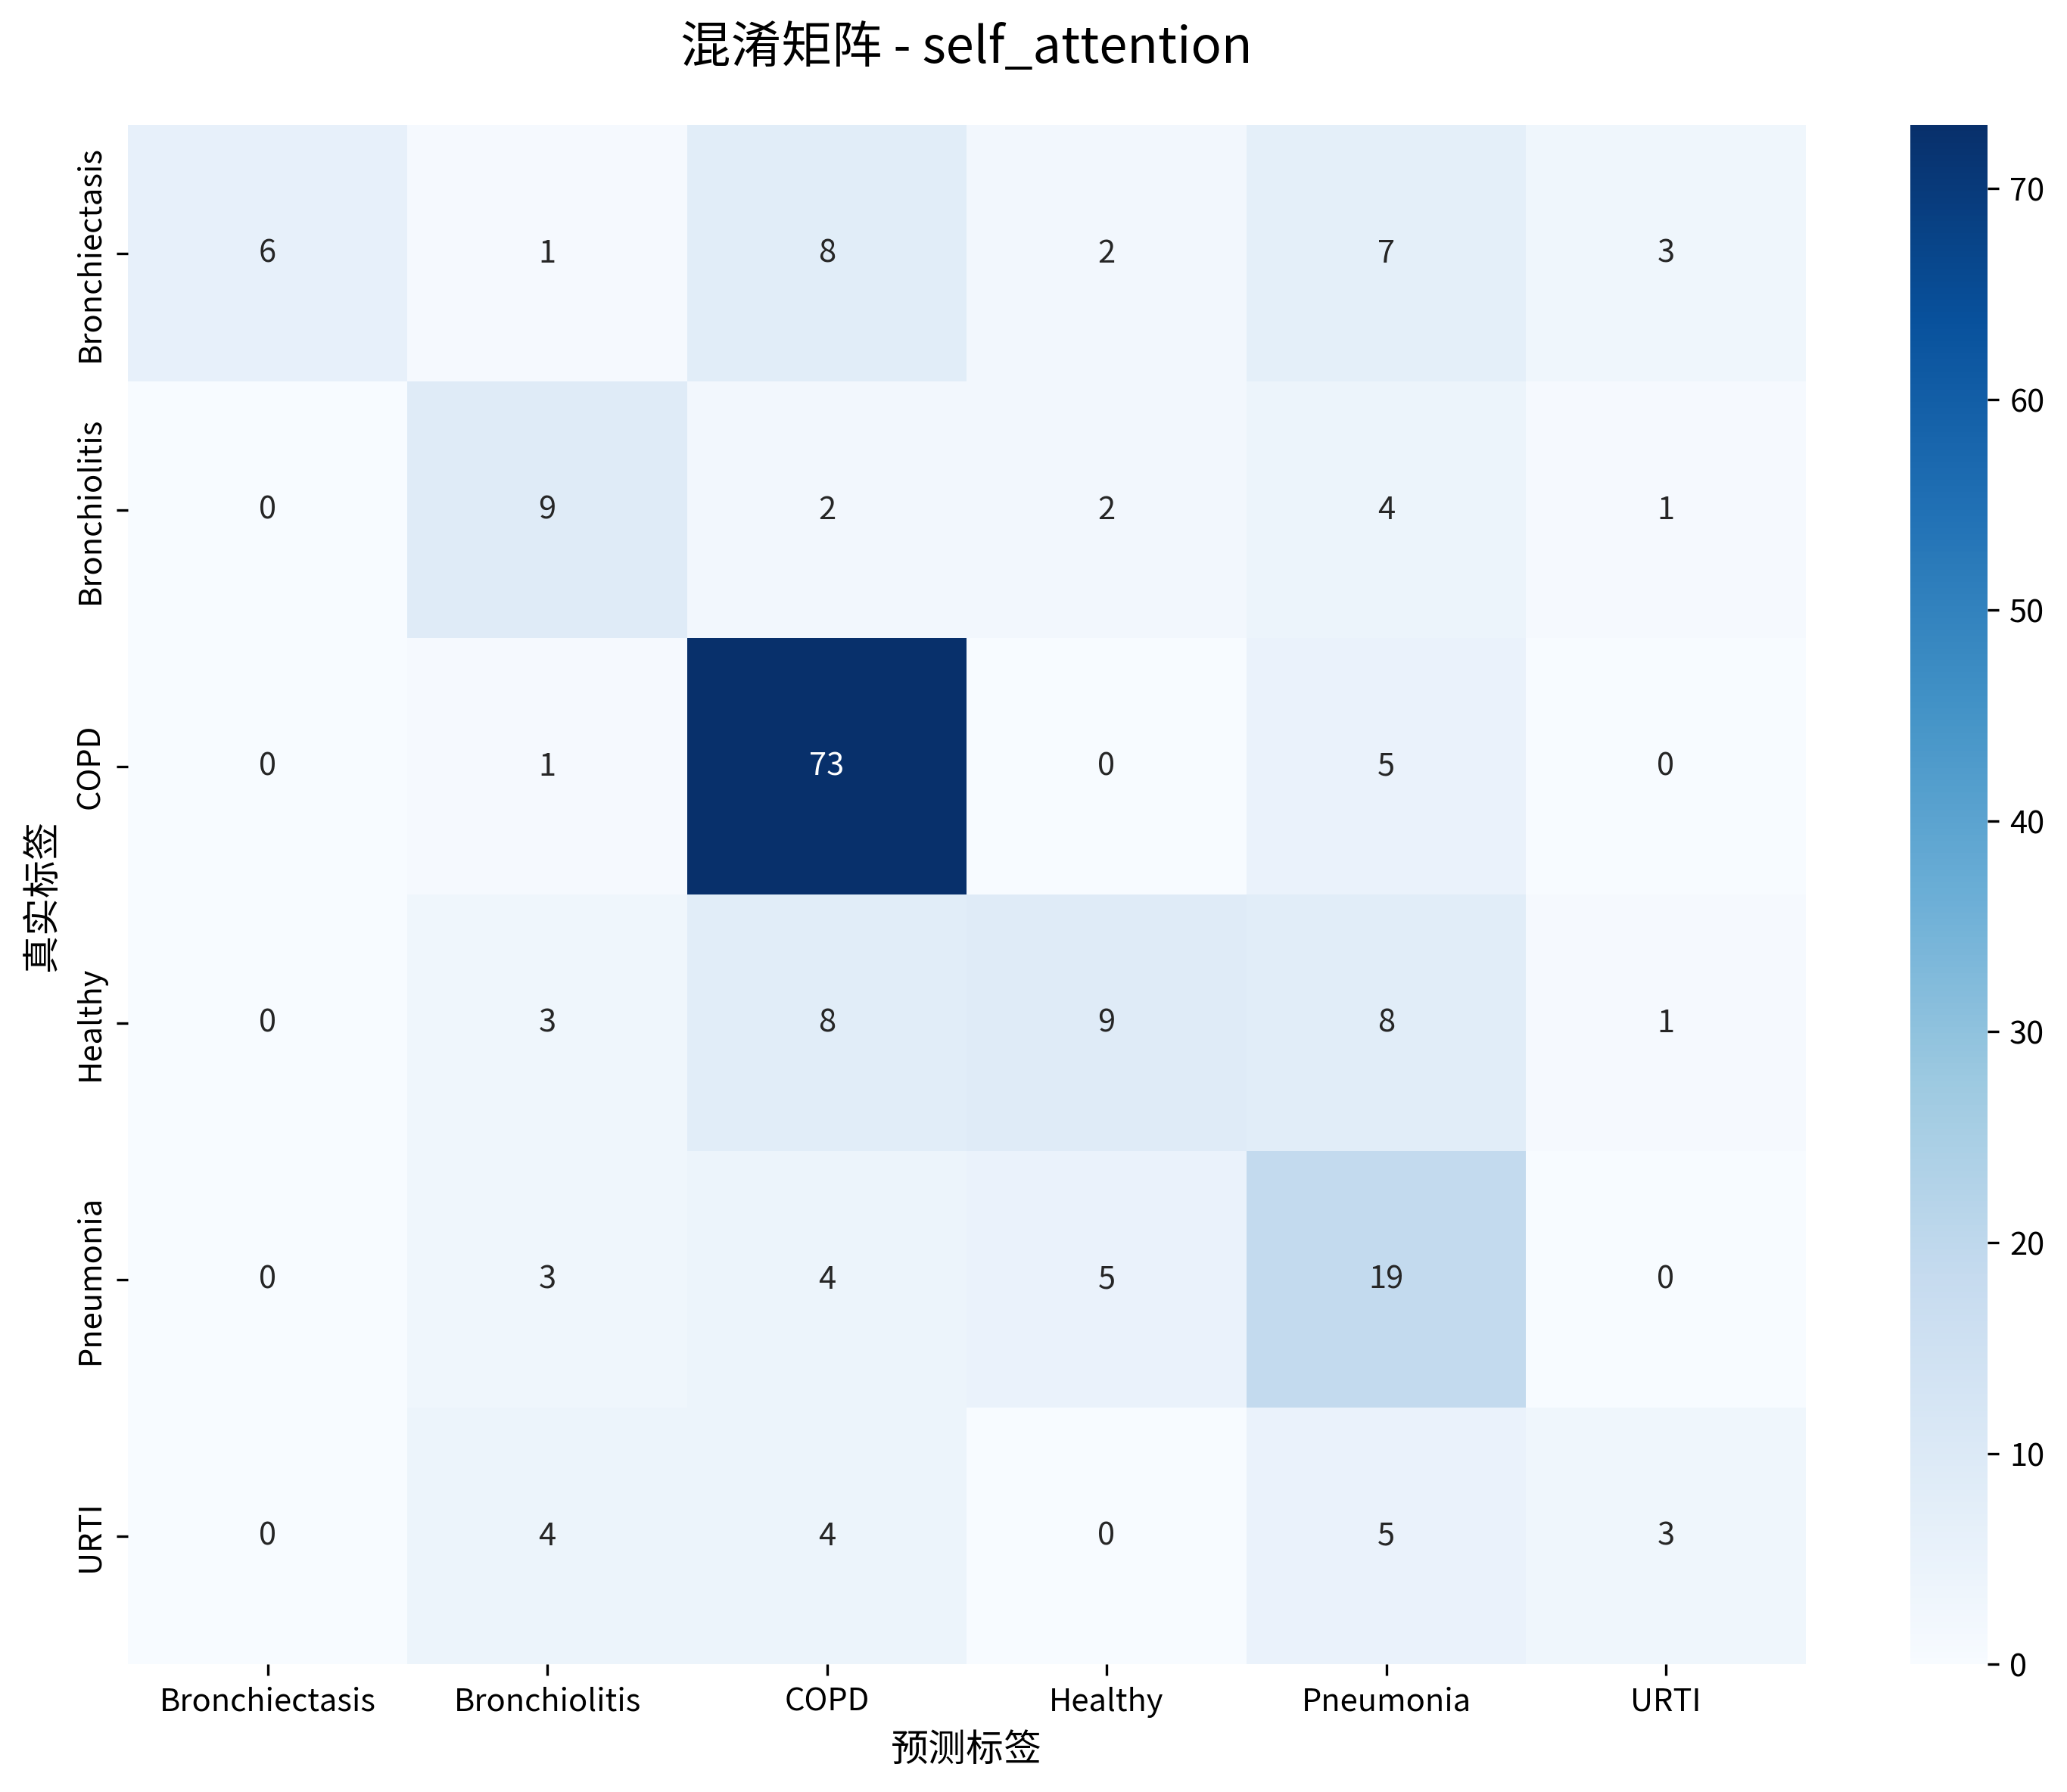 混淆矩阵 - self_attention
真实标签
Bronchiectasis 6 1 8 2 7 3
Bronchiolitis 0 9 2 2 4 1
COPD 0 1 73 0 5 0
Healthy 0 3 8 9 8 1
Pneumonia 0 3 4 5 19 0
URTI 0 4 4 0 5 3
Bronchiectasis Bronchiolitis COPD Healthy Pneumonia URTI
预测标签
70
60
50
40
30
20
10
0